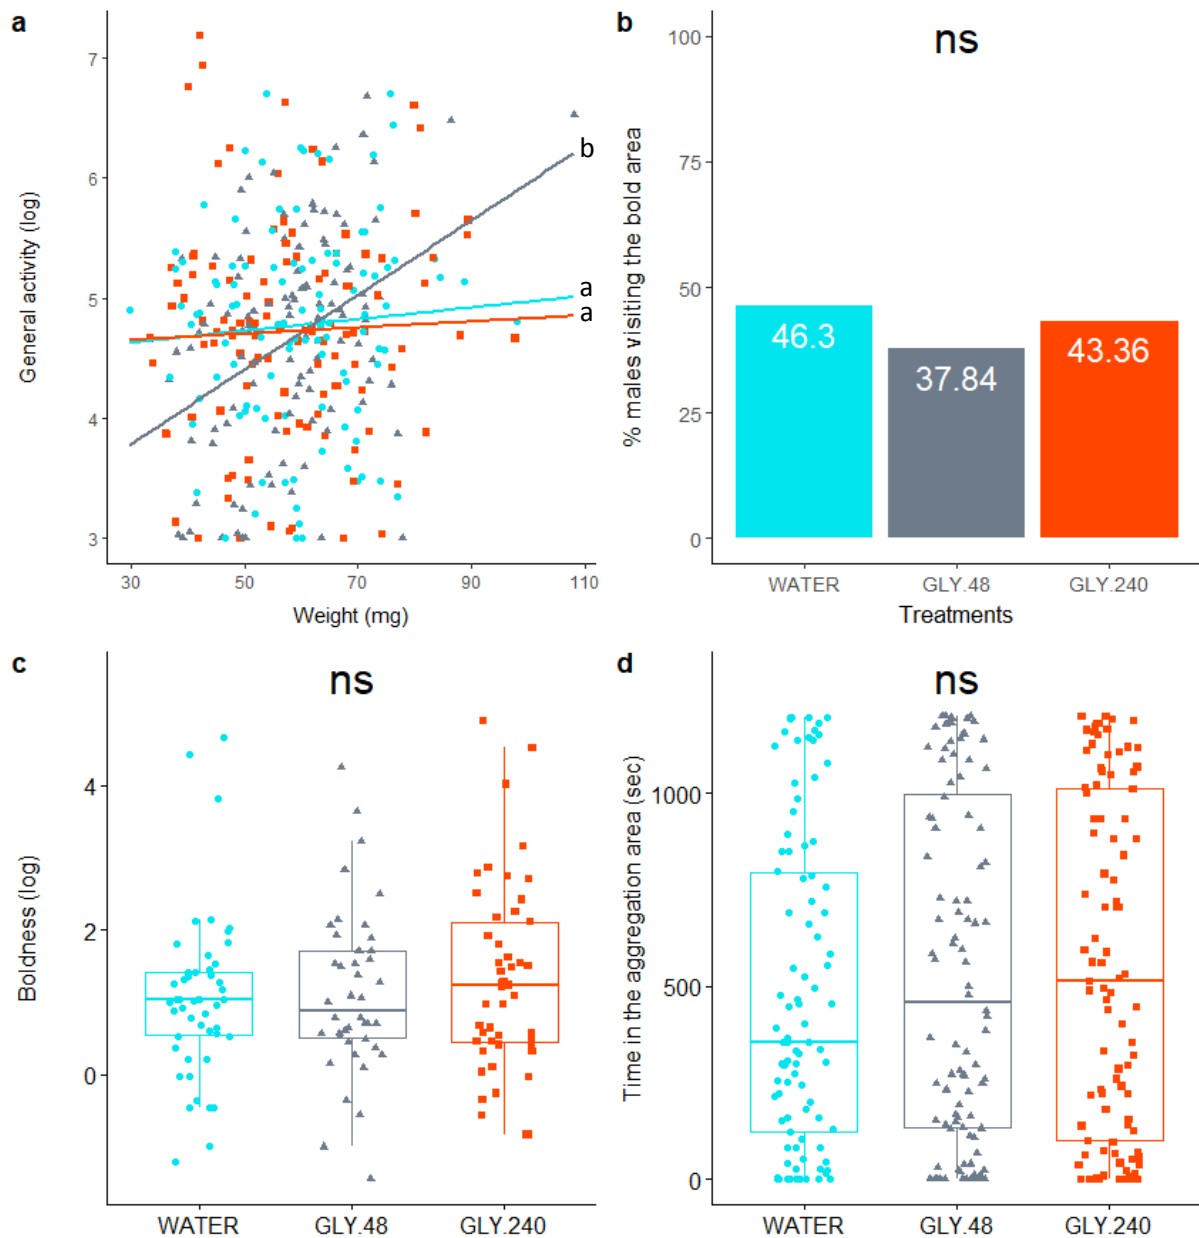 a
General activity (log)
7
6
5
4
3
b
a
a
30 50 70 90 110
Weight (mg)
b
ns
% males visiting the bold area
100
75
50
25
0
46.3
37.84
43.36
WATER GLY.48 GLY.240
Treatments
c
ns
Boldness (log)
4
2
0
WATER GLY.48 GLY.240
d
ns
Time in the aggregation area (sec)
1000
500
0
WATER GLY.48 GLY.240